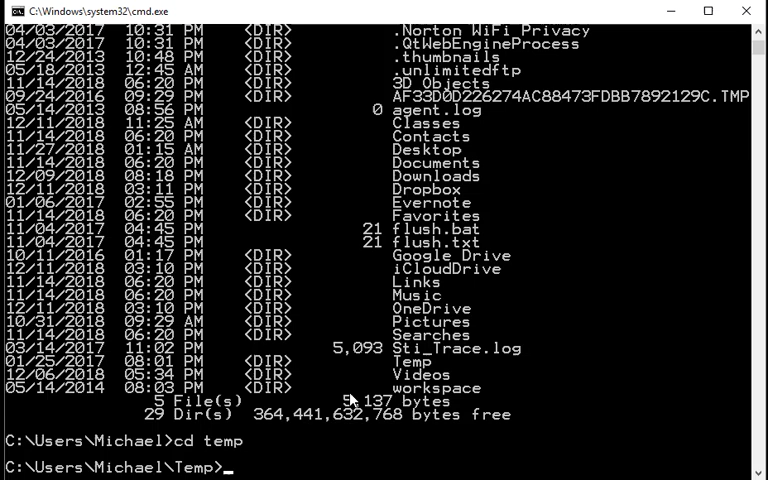 C:\Windows\system32\cmd.exe
04/03/2017 10:31 PM <DIR> .Norton WiFi Privacy
04/03/2017 10:31 PM <DIR> .QtWebEngineProcess
12/24/2013 10:48 PM <DIR> .thumbnails
05/18/2013 12:45 AM <DIR> .unlimitedftp
11/14/2018 06:20 PM <DIR> 3D Objects
09/24/2016 09:29 PM <DIR> AF33D0D226274AC88473FDBB7892129C.TMP
05/14/2013 08:56 PM 0 agent.log
12/11/2018 11:25 AM <DIR> Classes
11/14/2018 06:20 PM <DIR> Contacts
11/27/2018 01:15 AM <DIR> Desktop
11/14/2018 06:20 PM <DIR> Documents
12/09/2018 08:18 PM <DIR> Downloads
12/11/2018 03:11 PM <DIR> Dropbox
01/06/2017 02:55 PM <DIR> Evernote
11/14/2018 06:20 PM <DIR> Favorites
11/04/2017 04:45 PM 21 flush.bat
11/04/2017 04:45 PM 21 flush.txt
10/11/2016 01:17 PM <DIR> Google Drive
12/11/2018 03:10 PM <DIR> iCloudDrive
11/14/2018 06:20 PM <DIR> Links
11/14/2018 06:20 PM <DIR> Music
12/11/2018 03:10 PM <DIR> OneDrive
10/31/2018 09:29 AM <DIR> Pictures
11/14/2018 06:20 PM <DIR> Searches
03/14/2017 11:02 PM 5,093 Sti_Trace.log
01/25/2017 08:01 PM <DIR> Temp
12/06/2018 05:34 PM <DIR> Videos
05/14/2014 08:03 PM <DIR> workspace
5 File(s) 5,137 bytes
29 Dir(s) 364,441,632,768 bytes free
C:\Users\Michael>cd temp
C:\Users\Michael\Temp>_